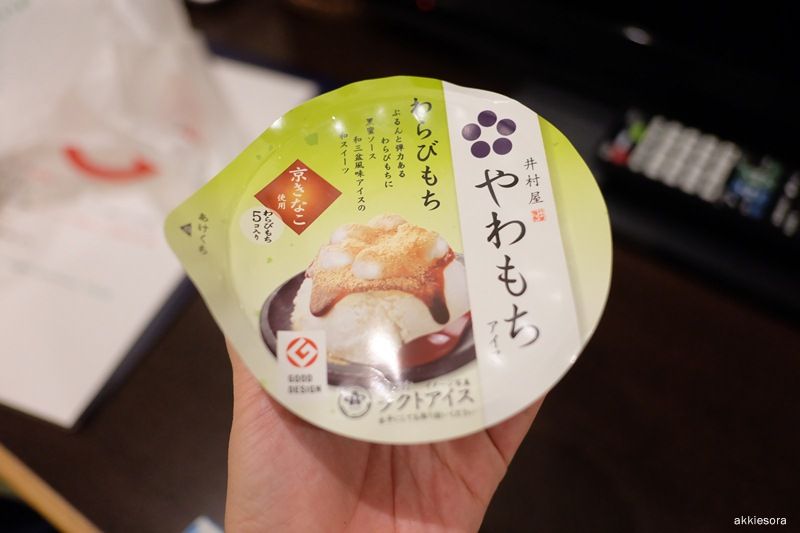 井村屋
やわもち
アイス
わらびもち
ぷるんと弾力ある
わらびもちに
黒蜜ソース
和三盆風味アイスの
和スイーツ
京きなこ
使用
わらびもち
5コ入り
あけくち
GOOD
DESIGN
ラクトアイス
akkiesora